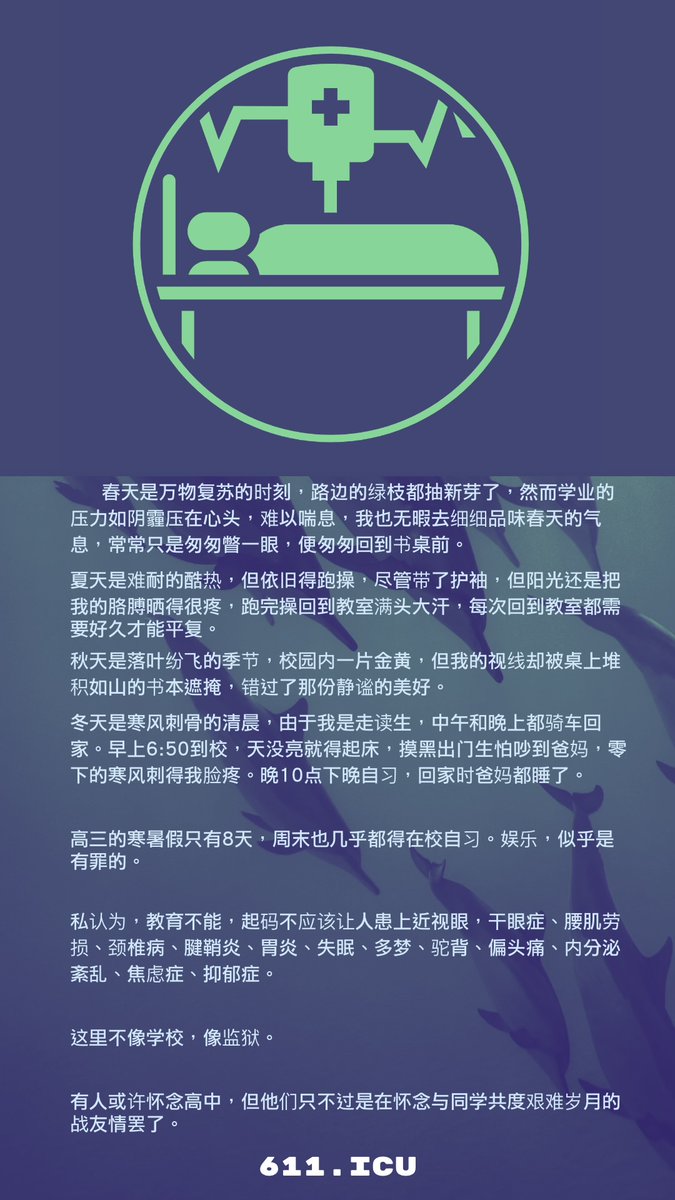 春天是万物复苏的时刻，路边的绿枝都抽新芽了，然而学业的
压力如阴霾压在心头，难以喘息，我也无暇去细细品味春天的气
息，常常只是匆匆瞥一眼，便匆匆回到书桌前。
夏天是难耐的酷热，但依旧得跑操，尽管带了护袖，但阳光还是把
我的胳膊晒得很疼，跑完操回到教室满头大汗，每次回到教室都需
要好久才能平复。
秋天是落叶纷飞的季节，校园内一片金黄，但我的视线却被桌上堆
积如山的书本遮掩，错过了那份静谧的美好。
冬天是寒风刺骨的清晨，由于我是走读生，中午和晚上都骑车回
家。早上6:50到校，天没亮就得起床，摸黑出门生怕吵到爸妈，零
下的寒风刺得我脸疼。晚10点下晚自习，回家时爸妈都睡了。
高三的寒暑假只有8天，周末也几乎都得在校自习。娱乐，似乎是
有罪的。
私认为，教育不能，起码不应该让人患上近视眼，干眼症、腰肌劳
损、颈椎病、腱鞘炎、胃炎、失眠、多梦、驼背、偏头痛、内分泌
紊乱、焦虑症、抑郁症。
这里不像学校，像监狱。
有人或许怀念高中，但他们只不过是在怀念与同学共度艰难岁月的
战友情罢了。
611.ICU